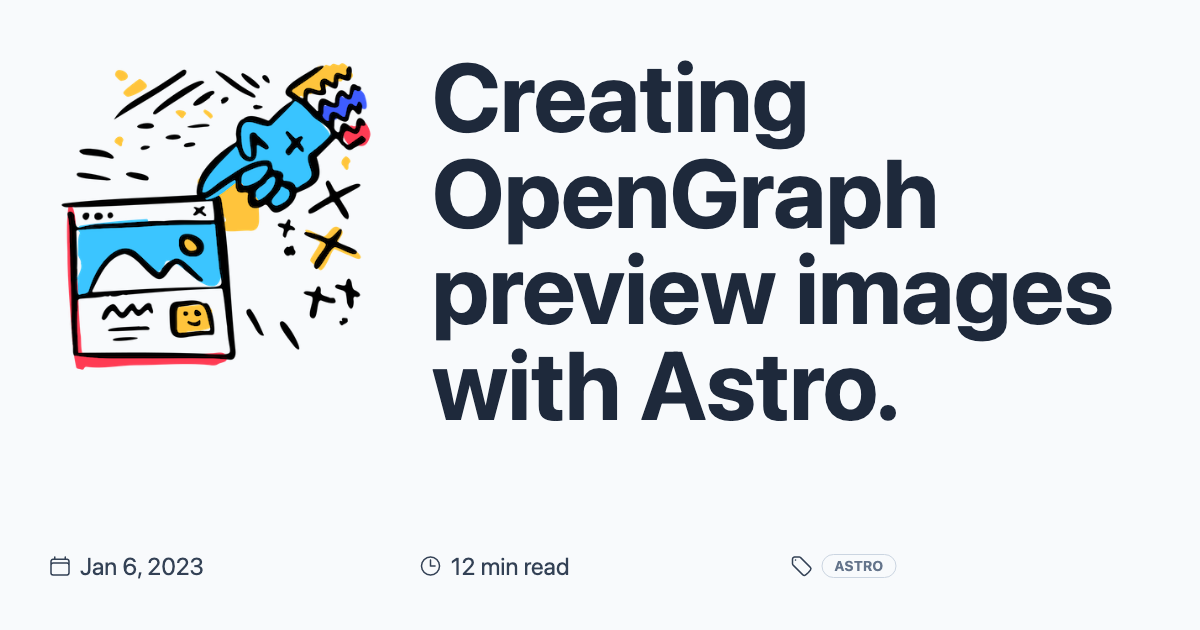 Creating
OpenGraph
preview images
with Astro.
Jan 6, 2023
12 min read
ASTRO